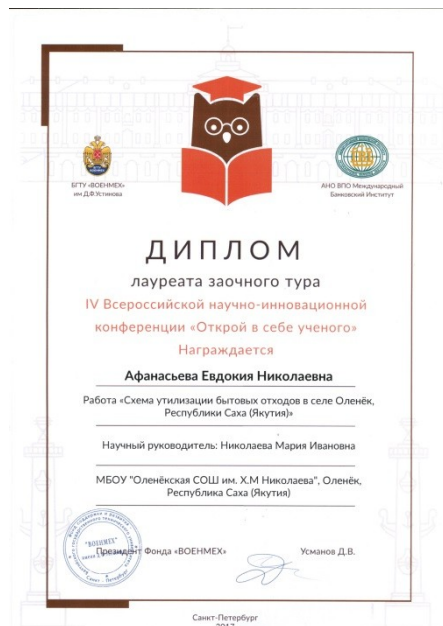 БГТУ «ВОЕНМЕХ»
им Д.Ф.Устинова
АНО ВПО Международный
Банковский Институт
ДИПЛОМ
лауреата заочного тура
IV Всероссийской научно-инновационной
конференции «Открой в себе ученого»
Награждается
Афанасьева Евдокия Николаевна
Работа «Схема утилизации бытовых отходов в селе Оленёк,
Республики Саха (Якутия)»
Научный руководитель: Николаева Мария Ивановна
МБОУ "Оленёкская СОШ им. Х.М Николаева", Оленёк,
Республика Саха (Якутия)
"ВОЕНМЕХ"
Президент Фонда «ВОЕНМЕХ» Усманов Д.В.
Санкт-Петербург
2017